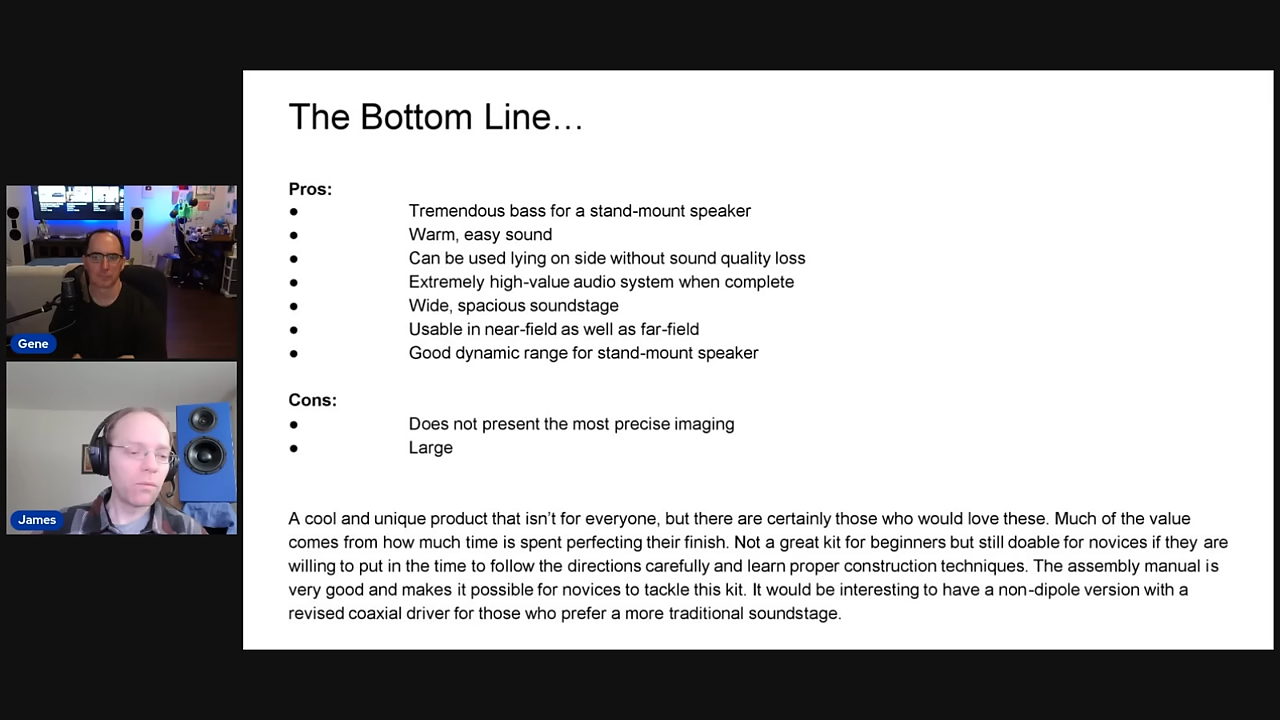 The Bottom Line…
Pros:
● Tremendous bass for a stand-mount speaker
● Warm, easy sound
● Can be used lying on side without sound quality loss
● Extremely high-value audio system when complete
● Wide, spacious soundstage
● Usable in near-field as well as far-field
● Good dynamic range for stand-mount speaker
Cons:
● Does not present the most precise imaging
● Large
A cool and unique product that isn't for everyone, but there are certainly those who would love these. Much of the value
comes from how much time is spent perfecting their finish. Not a great kit for beginners but still doable for novices if they are
willing to put in the time to follow the directions carefully and learn proper construction techniques. The assembly manual is
very good and makes it possible for novices to tackle this kit. It would be interesting to have a non-dipole version with a
revised coaxial driver for those who prefer a more traditional soundstage.
Gene
James